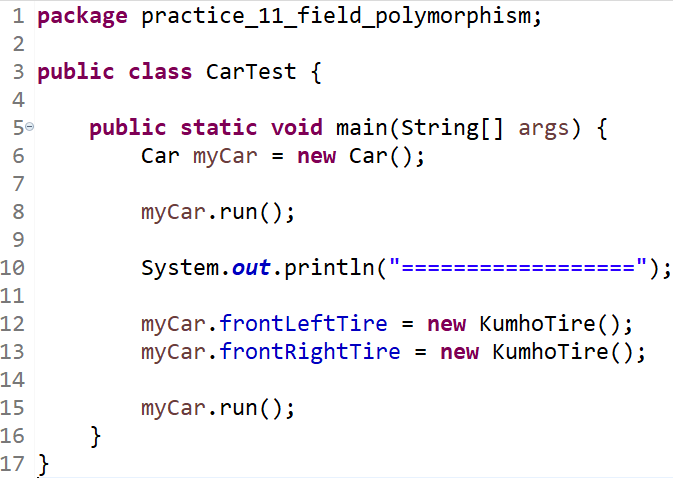 1 package practice_11_field_polymorphism;
2
3 public class CarTest {
4
5 public static void main(String[] args) {
6 Car myCar = new Car();
7
8 myCar.run();
9
10 System.out.println("==================");
11
12 myCar.frontLeftTire = new KumhoTire();
13 myCar.frontRightTire = new KumhoTire();
14
15 myCar.run();
16 }
17 }